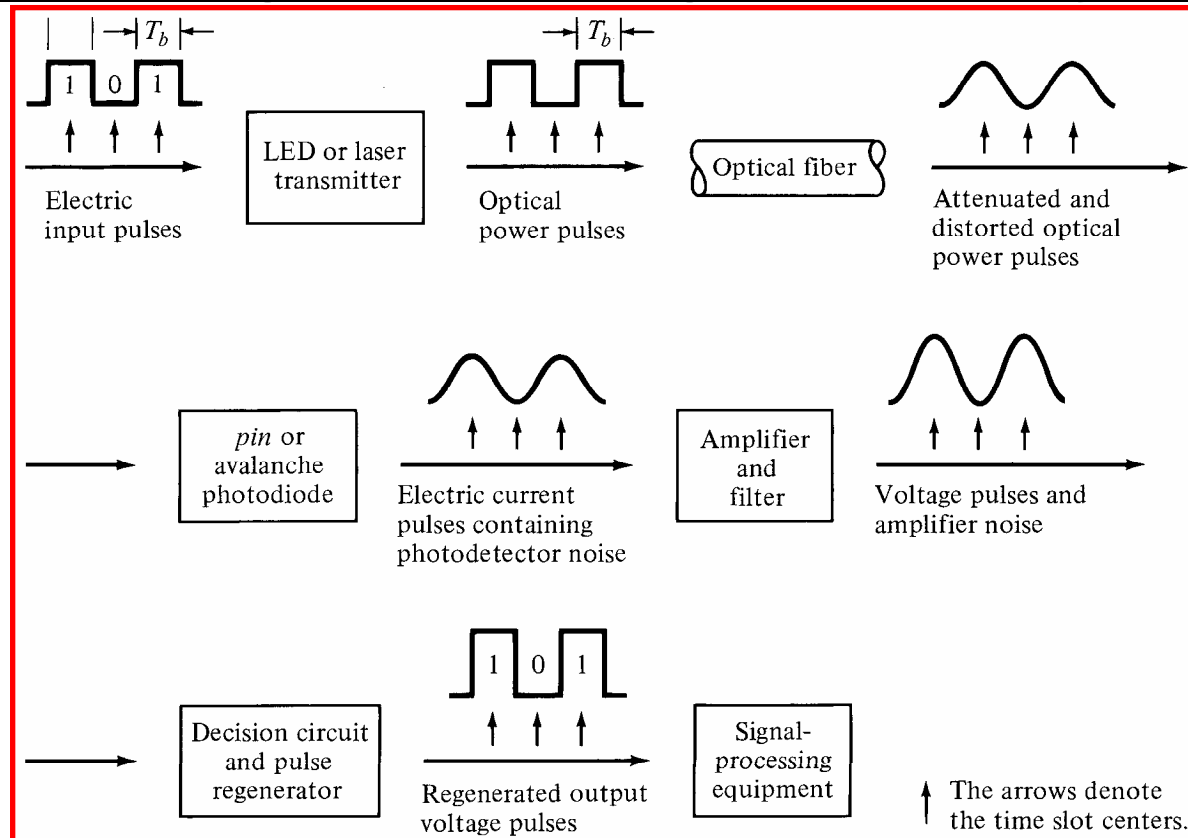 T_b
1 0 1
Electric
input pulses
LED or laser
transmitter
T_b
Optical
power pulses
Optical fiber
Attenuated and
distorted optical
power pulses
pin or
avalanche
photodiode
Electric current
pulses containing
photodetector noise
Amplifier
and
filter
Voltage pulses and
amplifier noise
Decision circuit
and pulse
regenerator
1 0 1
Regenerated output
voltage pulses
Signal-
processing
equipment
The arrows denote
the time slot centers.